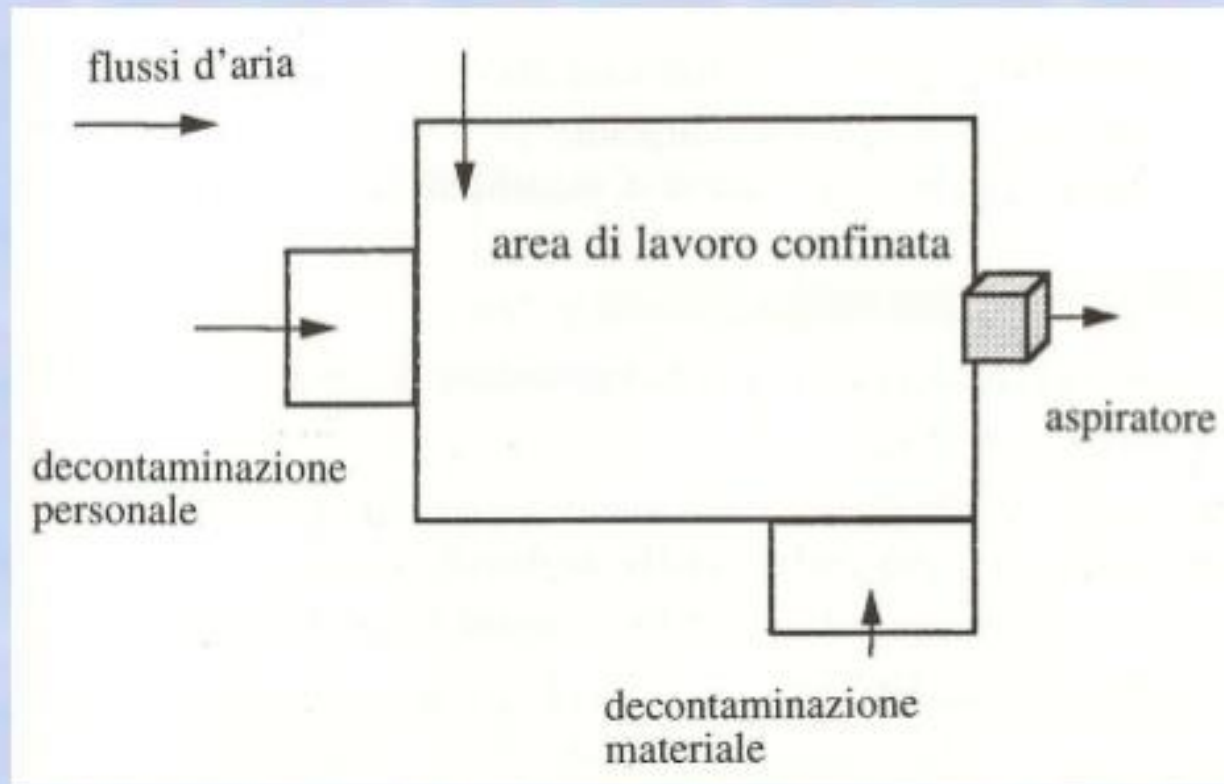 flussi d'aria
area di lavoro confinata
aspiratore
decontaminazione
personale
decontaminazione
materiale